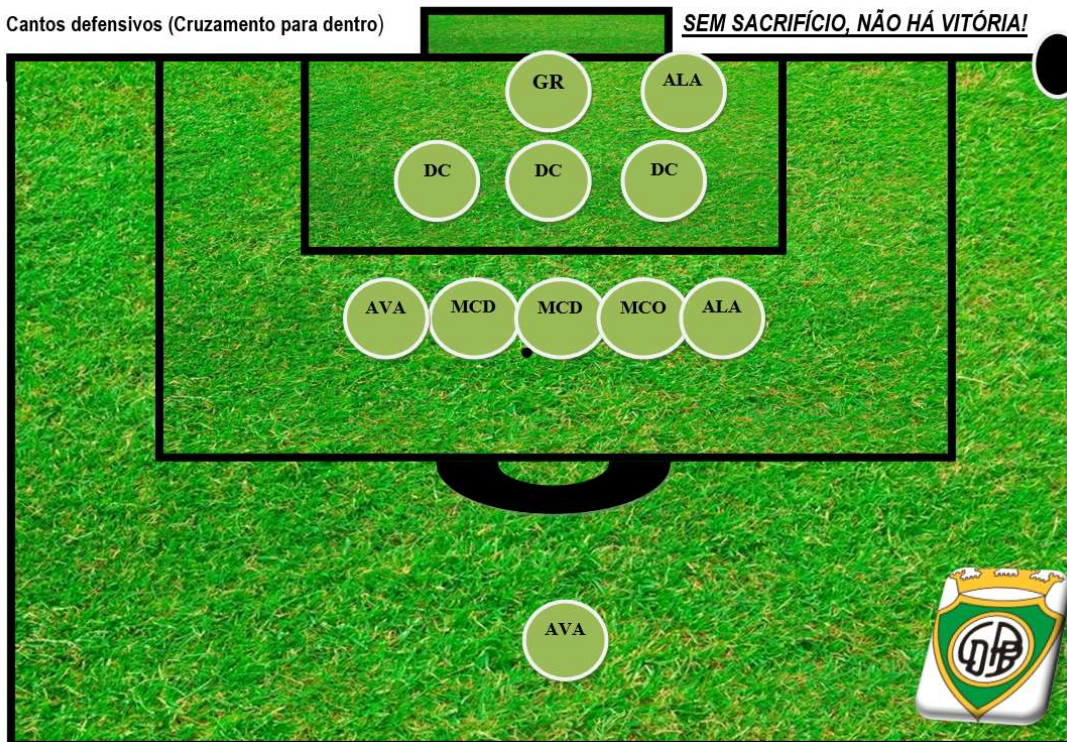 Cantos defensivos (Cruzamento para dentro)
SEM SACRIFÍCIO, NÃO HÁ VITÓRIA!
GR ALA
DC DC DC
AVA MCD MCD MCO ALA
AVA